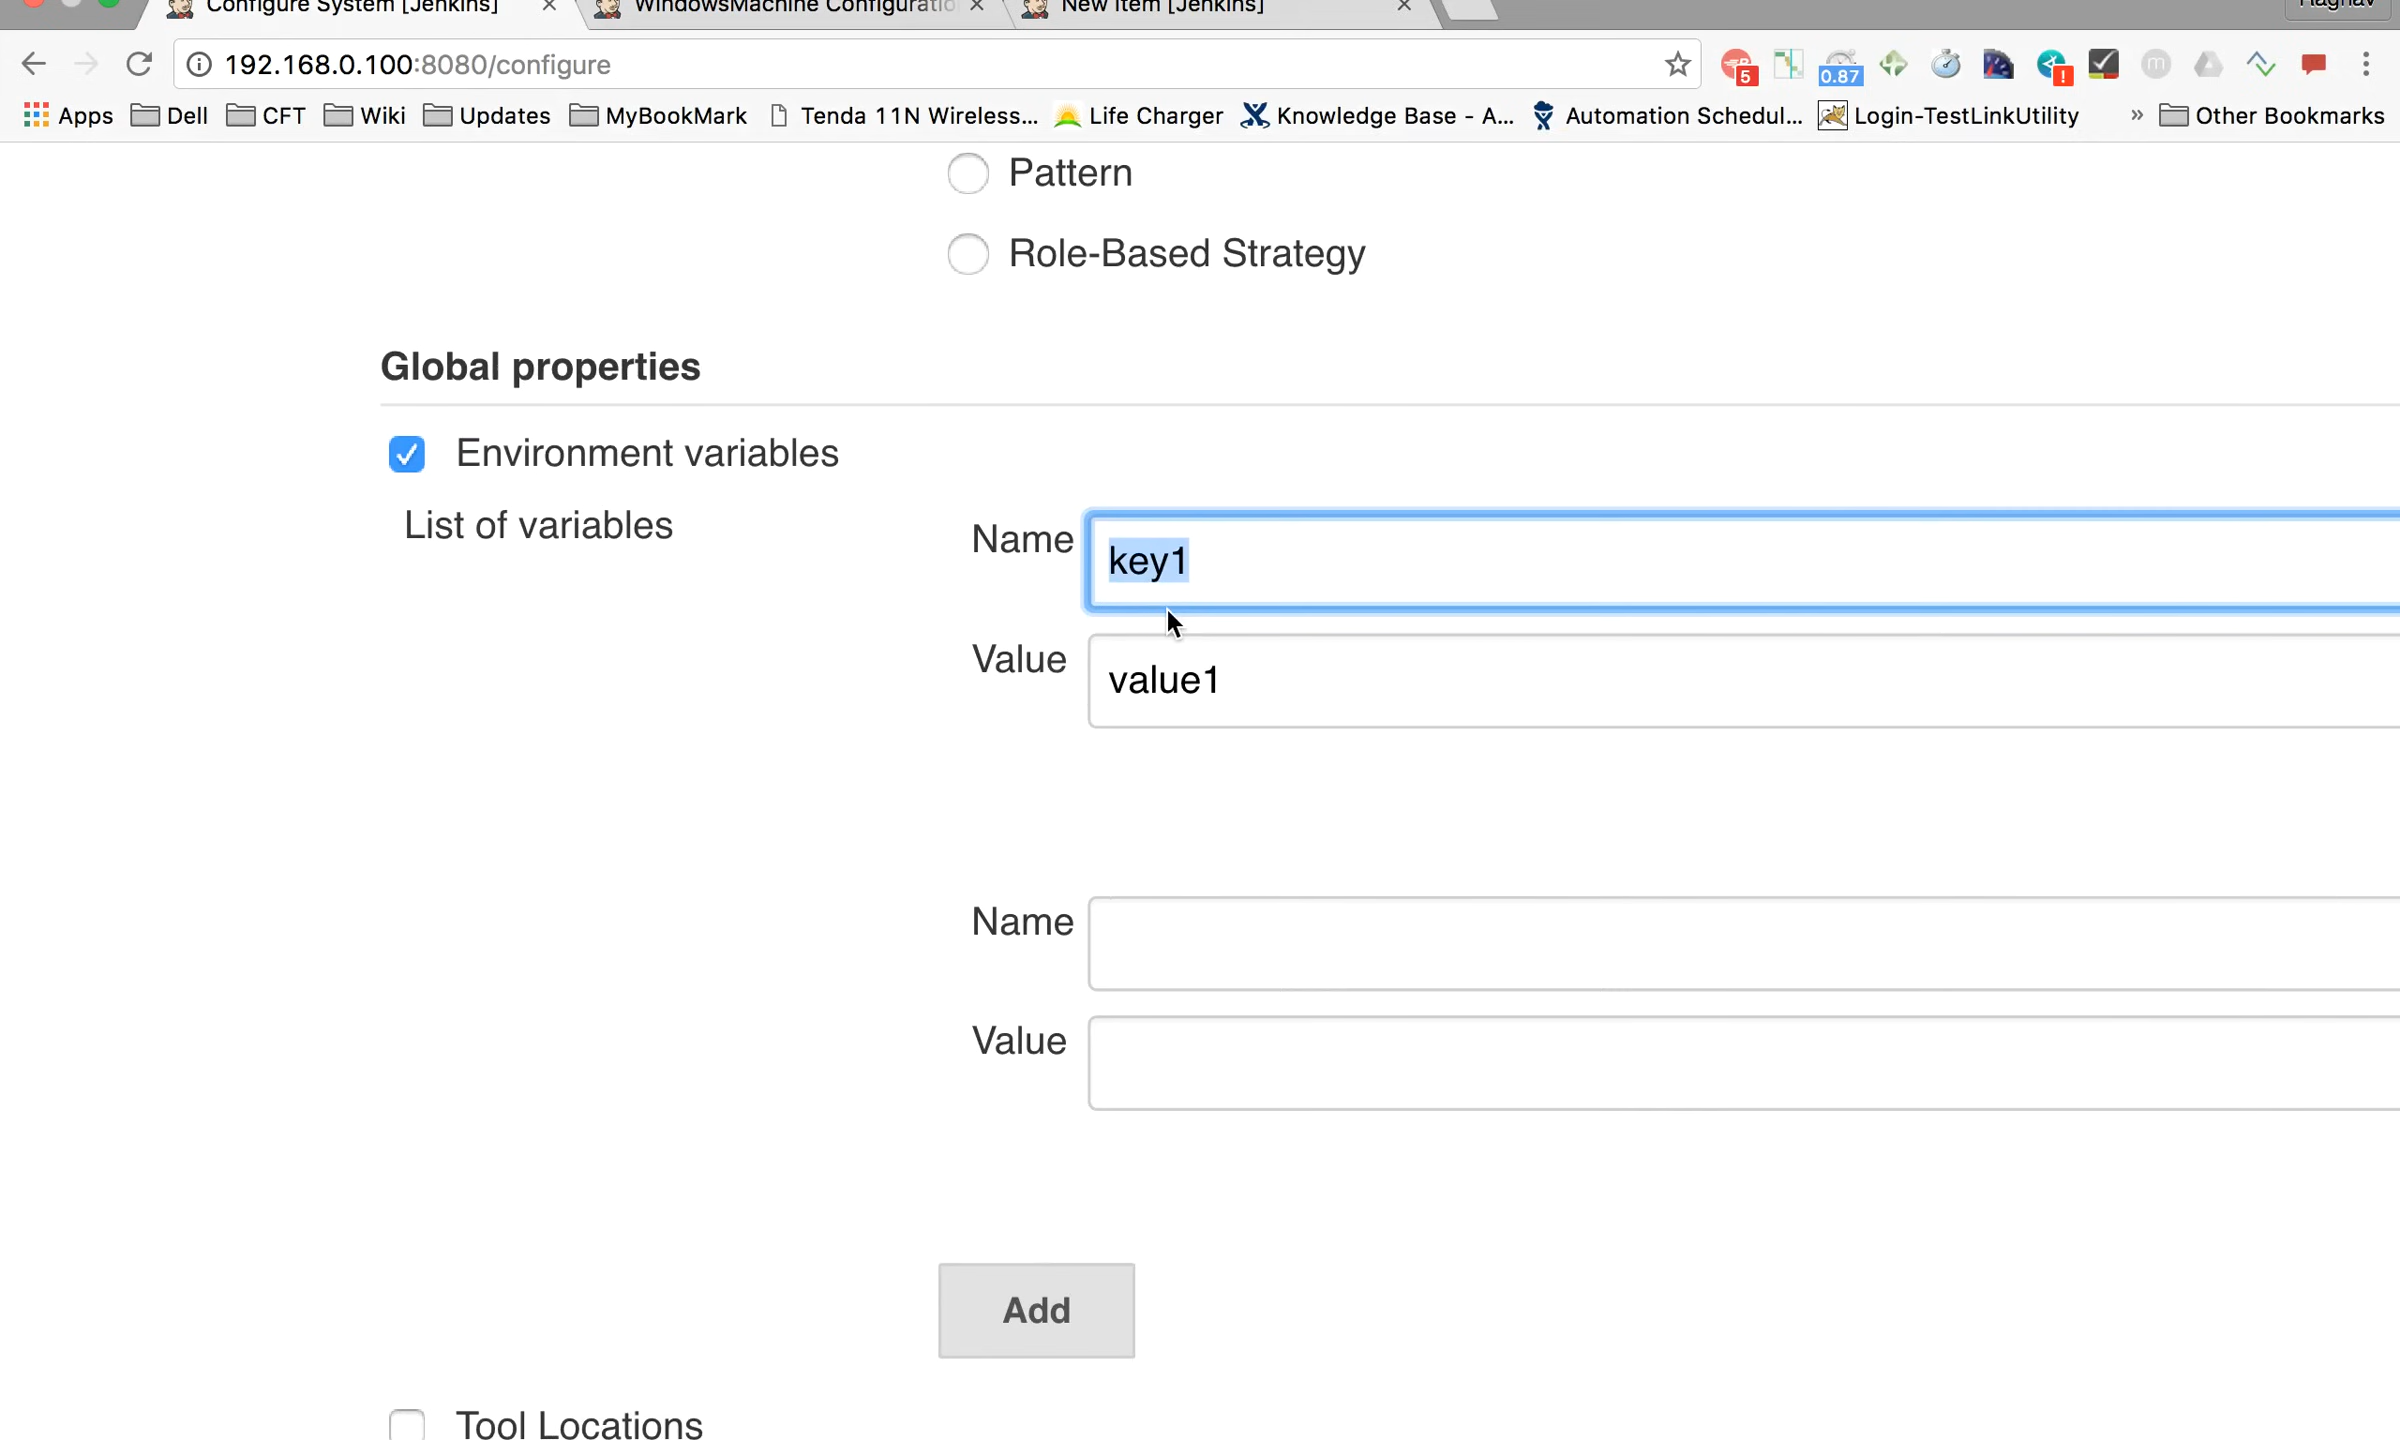 Configure System [Jenkins]
WindowsMachine Configuratio
New Item [Jenkins]
Raghav
192.168.0.100:8080/configure
5
0.87
!
m
Apps Dell CFT Wiki Updates MyBookMark Tenda 11N Wireless... Life Charger Knowledge Base - A... Automation Schedul... Login-TestLinkUtility » Other Bookmarks
Pattern
Role-Based Strategy
Global properties
Environment variables
List of variables
Name key1
Value value1
Name
Value
Add
Tool Locations